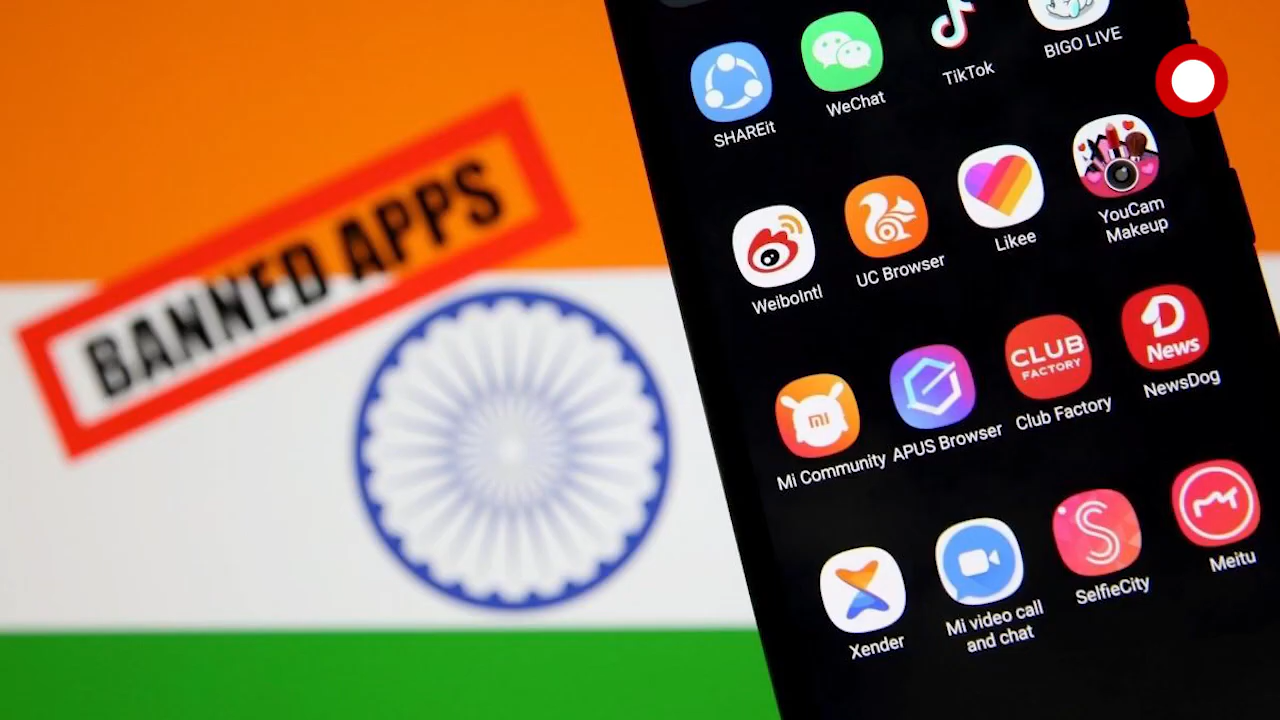 BANNED APPS
SHAREit
WeChat
TikTok
BIGO LIVE
WeiboIntl
UC Browser
Likee
YouCam
Makeup
mi
Mi Community
APUS Browser
CLUB
FACTORY
Club Factory
News
NewsDog
Xender
Mi video call
and chat
S
SelfieCity
Meitu